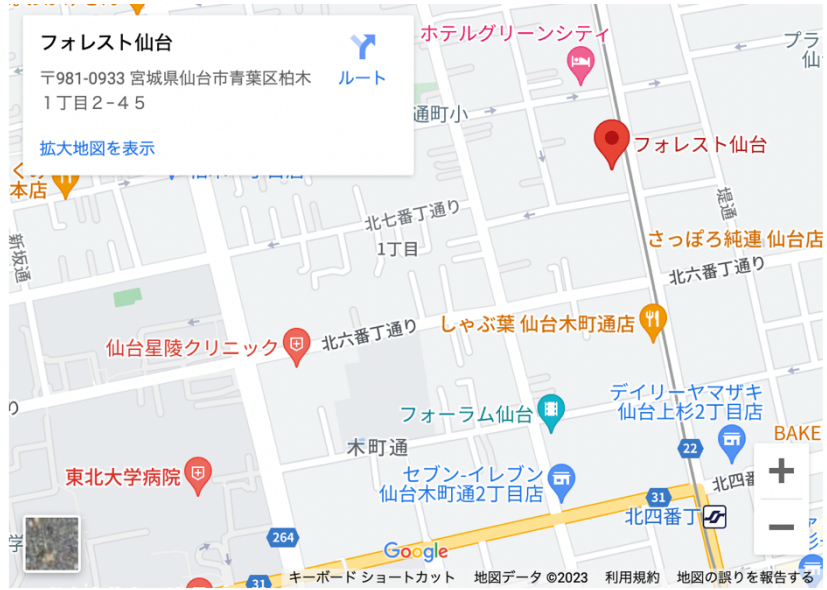 フォレスト仙台
〒981-0933 宮城県仙台市青葉区柏木
1丁目2-45
ルート
拡大地図を表示
ホテルグリーンシティ
プラ
仙
通町小
フォレスト仙台
本店
新坂通
北七番丁通り
1丁目
堤通
さっぽろ純連 仙台店
北六番丁通り
しゃぶ葉 仙台木町通店
北六番丁通り
仙台星陵クリニック
デイリーヤマザキ
仙台上杉2丁目店
フォーラム仙台
BAKE
木町通
22
東北大学病院
セブン-イレブン
仙台木町通2丁目店
北四番
31
北四番丁
264
学
Google
31
キーボード ショートカット 地図データ ©2023 利用規約 地図の誤りを報告する